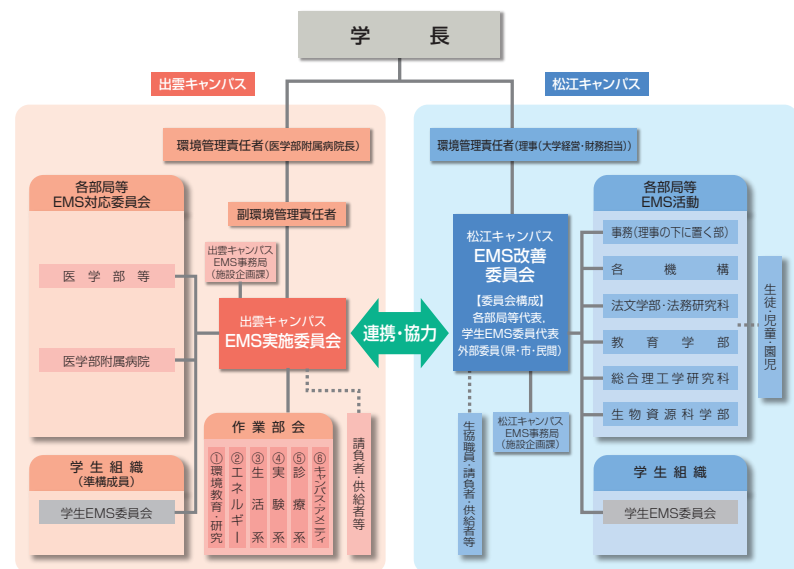 学長
出雲キャンパス
松江キャンパス
環境管理責任者(医学部附属病院長)
環境管理責任者(理事(大学経営・財務担当))
各部局等
EMS対応委員会
医学部等
医学部附属病院
副環境管理責任者
出雲キャンパス
EMS事務局
(施設企画課)
出雲キャンパス
EMS実施委員会
連携・協力
松江キャンパス
EMS改善
委員会
【委員会構成】
各部局等代表,
学生EMS委員代表
外部委員(県・市・民間)
各部局等
EMS活動
事務(理事の下に置く部)
各機構
法文学部・法務研究科
教育学部
総合理工学研究科
生物資源科学部
生徒・児童・園児
作業部会
①環境教育・研究
②エネルギー
③生活系
④実験系
⑤診療系
⑥キャンパス・アメニティ
請負者・供給者等
生協職員・請負者・供給者等
松江キャンパス
EMS事務局
(施設企画課)
学生組織
(準構成員)
学生EMS委員会
学生組織
学生EMS委員会